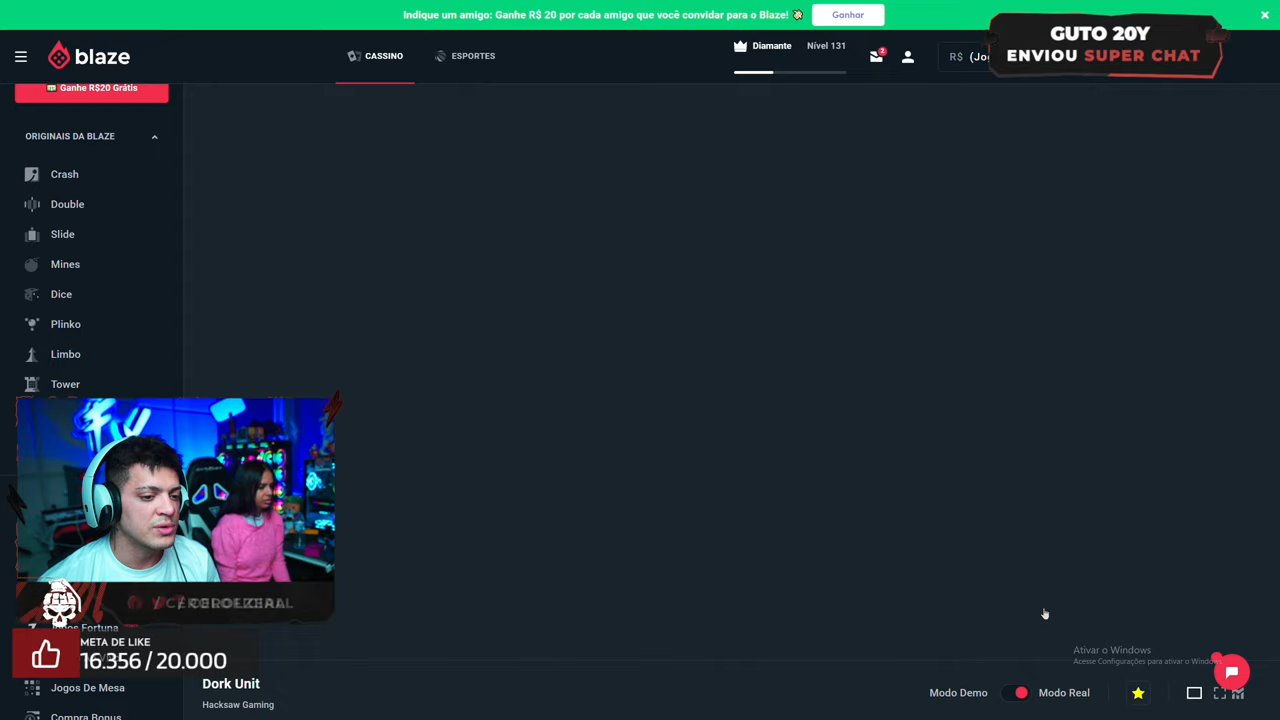 Indique um amigo: Ganhe R$ 20 por cada amigo que você convidar para o Blaze! 💸
Ganhar
blaze
CASSINO
ESPORTES
Diamante
Nível 131
2
R$
GUTO 20Y
ENVIOU SUPER CHAT
Ganhe R$20 Grátis
ORIGINAIS DA BLAZE
Crash
Double
Slide
Mines
Dice
Plinko
Limbo
Tower
META DE LIKE
16.356 / 20.000
Jogos De Mesa
Compra Bonus
Dork Unit
Hacksaw Gaming
Ativar o Windows
Acesse Configurações para ativar o Windows
Modo Demo
Modo Real